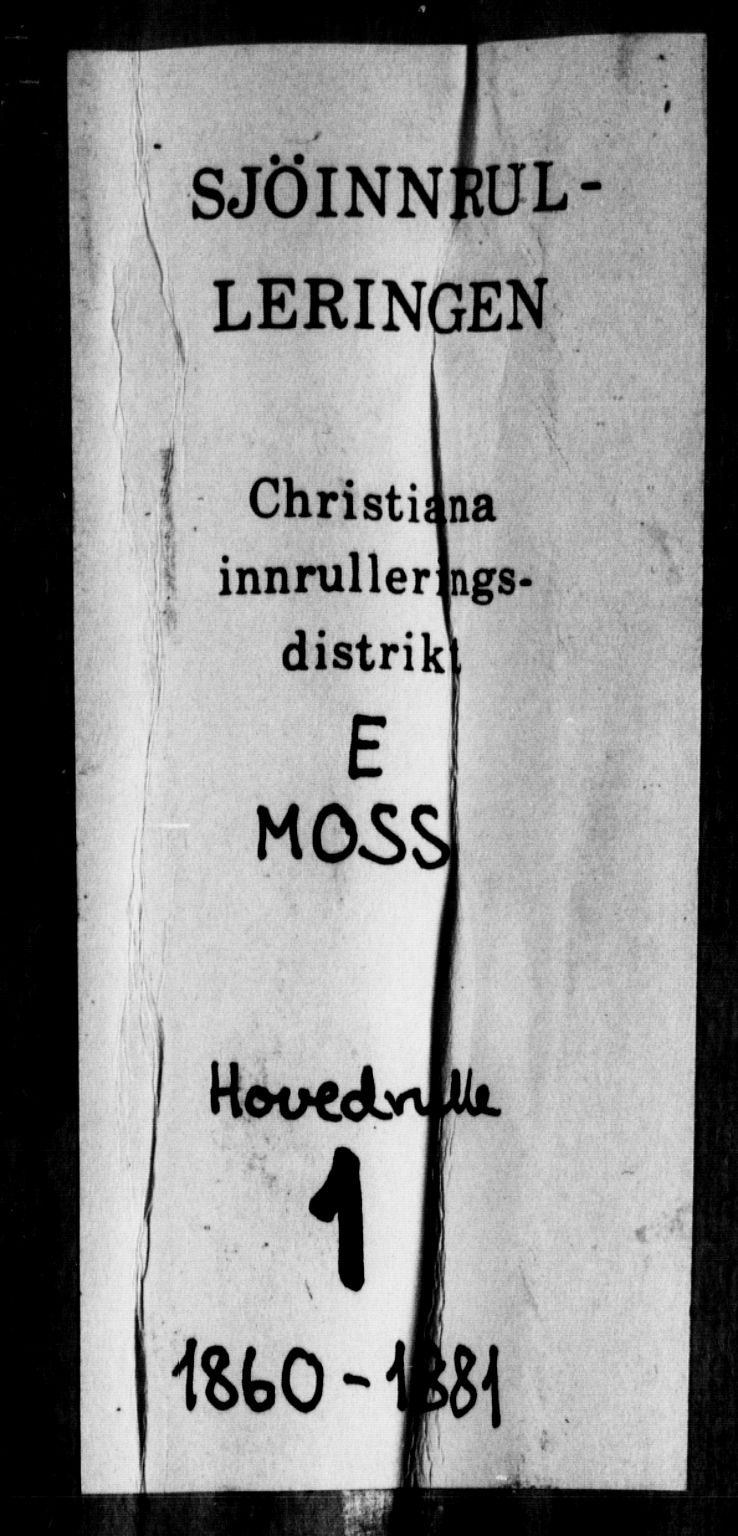 SJÖINNRUL-
LERINGEN
Christiana
innrullerings-
distrikt
E
MOSS
Hovedrulle
1
1860-1881